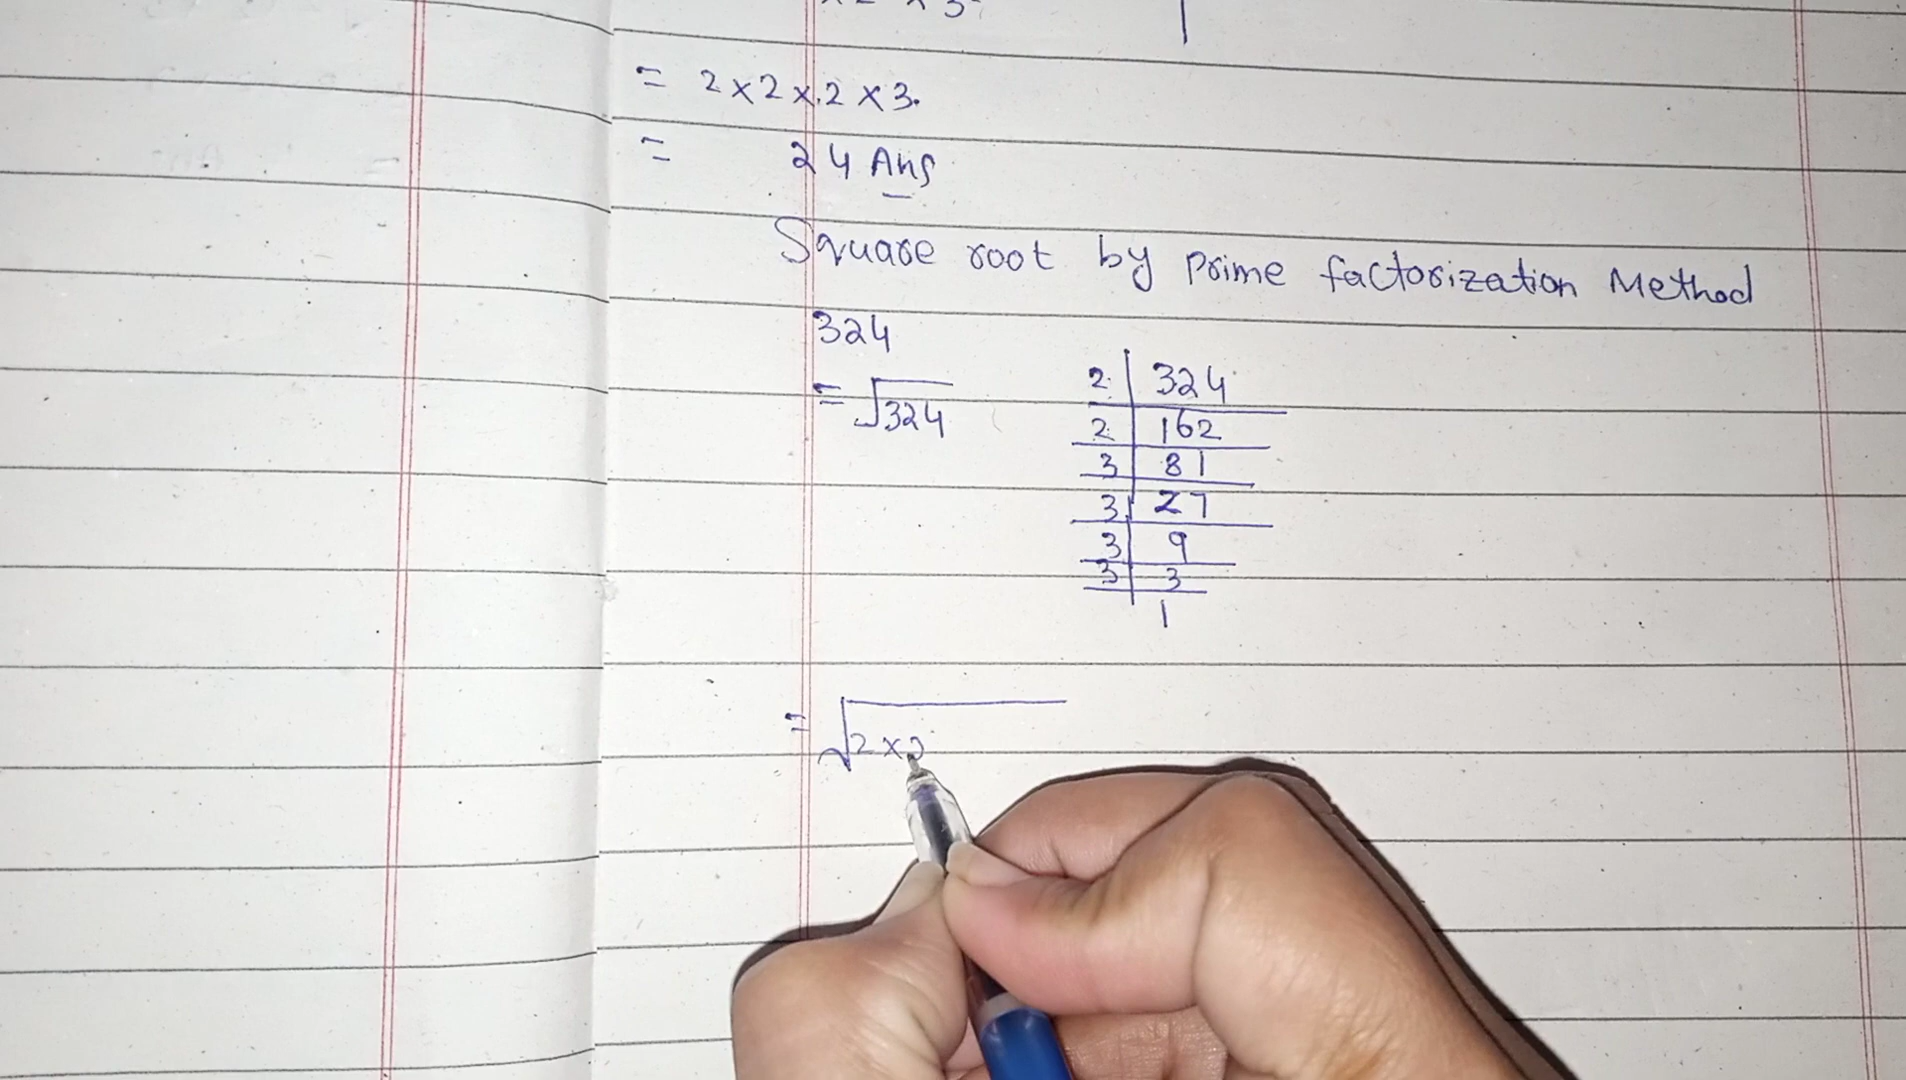 = 2 × 2 × 2 × 3.
= 24 Ans
Square root by prime factorization Method
324
= √324
2 | 324
2 | 162
3 | 81
3 | 27
3 | 9
3 | 3
1
= √2 × 2